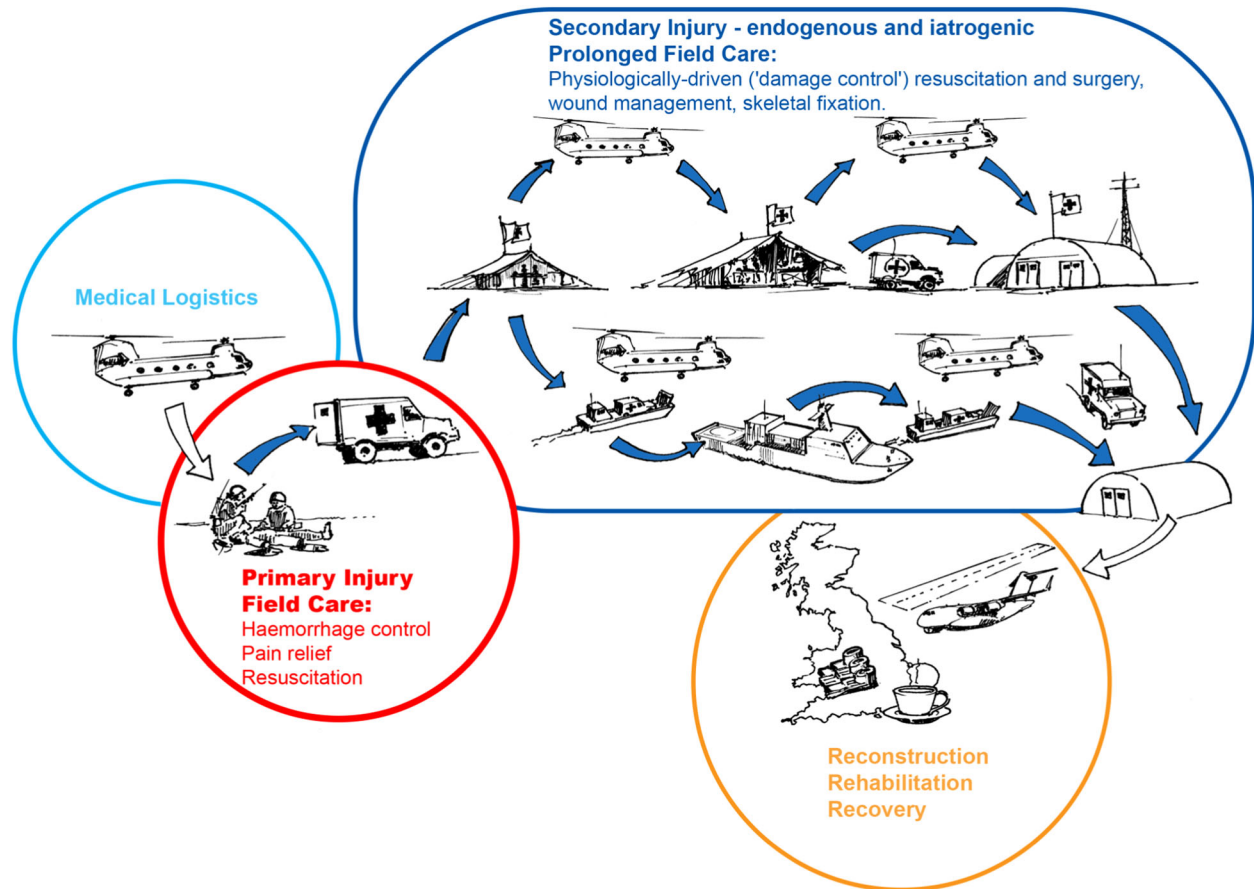 Secondary Injury - endogenous and iatrogenic
Prolonged Field Care:
Physiologically-driven ('damage control') resuscitation and surgery,
wound management, skeletal fixation.
Medical Logistics
Primary Injury
Field Care:
Haemorrhage control
Pain relief
Resuscitation
Reconstruction
Rehabilitation
Recovery